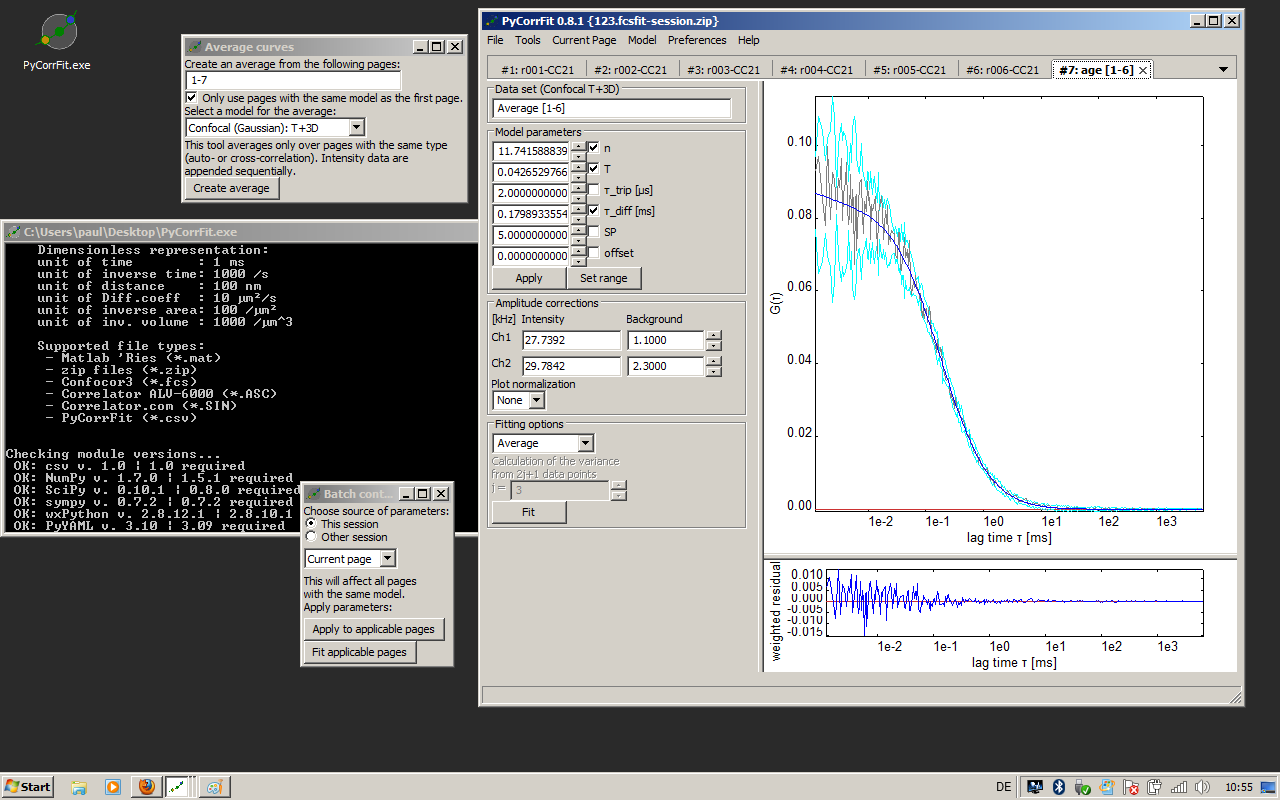 PyCorrFit.exe
Average curves
Create an average from the following pages:
1-7
Only use pages with the same model as the first page.
Select a model for the average:
Confocal (Gaussian): T+3D
This tool averages only over pages with the same type
(auto- or cross-correlation). Intensity data are
appended sequentially.
Create average
C:\Users\paul\Desktop\PyCorrFit.exe
Dimensionless representation:
unit of time : 1 ms
unit of inverse time: 1000 /s
unit of distance : 100 nm
unit of Diff.coeff : 10 µm²/s
unit of inverse area: 100 /µm²
unit of inv. volume : 1000 /µm^3
Supported file types:
- Matlab 'Ries (*.mat)
- zip files (*.zip)
- Confocor3 (*.fcs)
- Correlator ALV-6000 (*.ASC)
- Correlator.com (*.SIN)
- PyCorrFit (*.csv)
Checking module versions...
OK: csv v. 1.0 ¦ 1.0 required
OK: NumPy v. 1.7.0 ¦ 1.5.1 required
OK: SciPy v. 0.10.1 ¦ 0.8.0 required
OK: sympy v. 0.7.2 ¦ 0.7.2 required
OK: wxPython v. 2.8.12.1 ¦ 2.8.10.1
OK: PyYAML v. 3.10 ¦ 3.09 required
Batch cont...
Choose source of parameters:
This session
Other session
Current page
This will affect all pages
with the same model.
Apply parameters:
Apply to applicable pages
Fit applicable pages
PyCorrFit 0.8.1 {123.fcsfit-session.zip}
File Tools Current Page Model Preferences Help
#1: r001-CC21 #2: r002-CC21 #3: r003-CC21 #4: r004-CC21 #5: r005-CC21 #6: r006-CC21 #7: age [1-6]
Data set (Confocal T+3D)
Average [1-6]
Model parameters
11.741588839 n
0.0426529766 T
2.0000000000 τ_trip [µs]
0.1798933554 τ_diff [ms]
5.0000000000 SP
0.0000000000 offset
Apply Set range
Amplitude corrections
[kHz] Intensity Background
Ch1 27.7392 1.1000
Ch2 29.7842 2.3000
Plot normalization
None
Fitting options
Average
Calculation of the variance
from 2j+1 data points
j = 3
Fit
0.10
0.08
0.06
0.04
0.02
0.00
G(τ)
1e-2 1e-1 1e0 1e1 1e2 1e3
lag time τ [ms]
0.010
0.005
0.000
-0.005
-0.010
-0.015
weighted residual
1e-2 1e-1 1e0 1e1 1e2 1e3
lag time τ [ms]
Start
DE
10:55